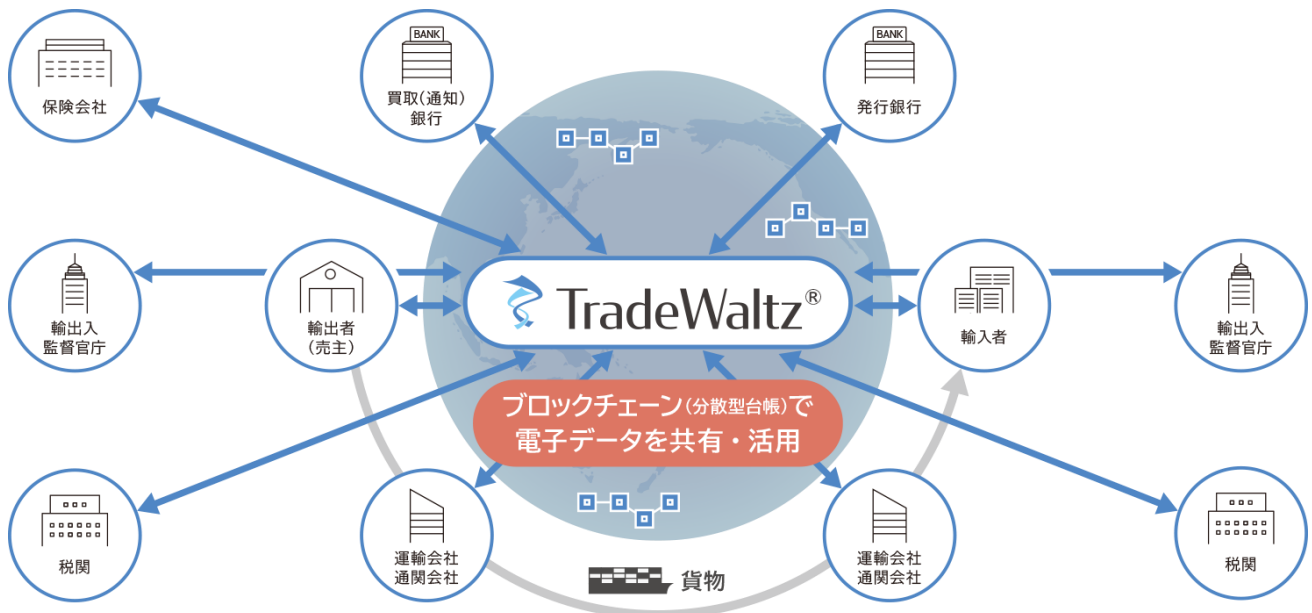 BANK
BANK
保険会社
買取(通知)
銀行
発行銀行
輸出入
監督官庁
輸出者
(売主)
TradeWaltz®
輸入者
輸出入
監督官庁
ブロックチェーン(分散型台帳)で
電子データを共有・活用
税関
運輸会社
通関会社
貨物
運輸会社
通関会社
税関